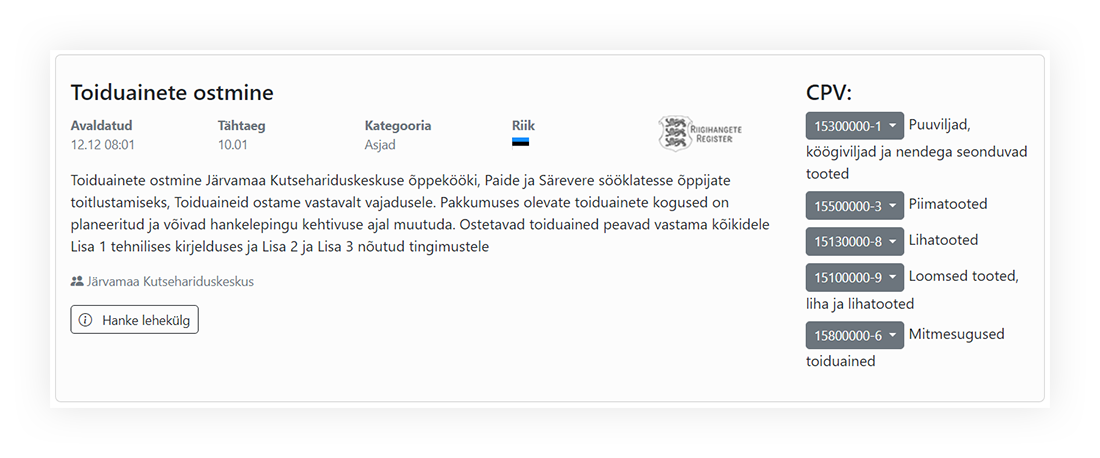 Toiduainete ostmine
Avaldatud Tähtaeg Kategooria Riik
12.12 08:01 10.01 Asjad
RIIGIHANGETE
REGISTER
Toiduainete ostmine Järvamaa Kutsehariduskeskuse õppekööki, Paide ja Särevere sööklatesse õppijate
toitlustamiseks, Toiduaineid ostame vastavalt vajadusele. Pakkumuses olevate toiduainete kogused on
planeeritud ja võivad hankelepingu kehtivuse ajal muutuda. Ostetavad toiduained peavad vastama kõikidele
Lisa 1 tehnilises kirjelduses ja Lisa 2 ja Lisa 3 nõutud tingimustele
Järvamaa Kutsehariduskeskus
Hanke lehekülg
CPV:
15300000-1 Puuviljad,
köögiviljad ja nendega seonduvad
tooted
15500000-3 Piimatooted
15130000-8 Lihatooted
15100000-9 Loomsed tooted,
liha ja lihatooted
15800000-6 Mitmesugused
toiduained